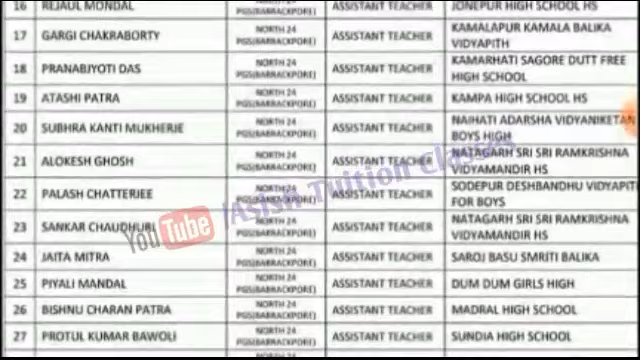 16 REJAUL MONDAL PGS(BARRACKPORE) ASSISTANT TEACHER JONEPUR HIGH SCHOOL HS
17 GARGI CHAKRABORTY NORTH 24 PGS(BARRACKPORE) ASSISTANT TEACHER KAMALAPUR KAMALA BALIKA
VIDYAPITH
18 PRANABJYOTI DAS NORTH 24 PGS(BARRACKPORE) ASSISTANT TEACHER KAMARHATI SAGORE DUTT FREE
HIGH SCHOOL
19 ATASHI PATRA NORTH 24 PGS(BARRACKPORE) ASSISTANT TEACHER KAMPA HIGH SCHOOL HS
20 SUBHRA KANTI MUKHERJE NORTH 24 PGS(BARRACKPORE) ASSISTANT TEACHER NAIHATI ADARSHA VIDYANIKETAN
BOYS HIGH
21 ALOKESH GHOSH NORTH 24 PGS(BARRACKPORE) ASSISTANT TEACHER NATAGARH SRI SRI RAMKRISHNA
VIDYAMANDIR HS
22 PALASH CHATTERJEE NORTH 24 PGS(BARRACKPORE) ASSISTANT TEACHER SODEPUR DESHBANDHU VIDYAPIT
FOR BOYS
23 SANKAR CHAUDHURI NORTH 24 PGS(BARRACKPORE) ASSISTANT TEACHER NATAGARH SRI SRI RAMKRISHNA
VIDYAMANDIR HS
24 JAITA MITRA NORTH 24 PGS(BARRACKPORE) ASSISTANT TEACHER SAROJ BASU SMRITI BALIKA
25 PIYALI MANDAL NORTH 24 PGS(BARRACKPORE) ASSISTANT TEACHER DUM DUM GIRLS HIGH
26 BISHNU CHARAN PATRA NORTH 24 PGS(BARRACKPORE) ASSISTANT TEACHER MADRAL HIGH SCHOOL
27 PROTUL KUMAR BAWOLI NORTH 24 PGS(BARRACKPORE) ASSISTANT TEACHER SUNDIA HIGH SCHOOL
YouTube /Asish Tuition Classes